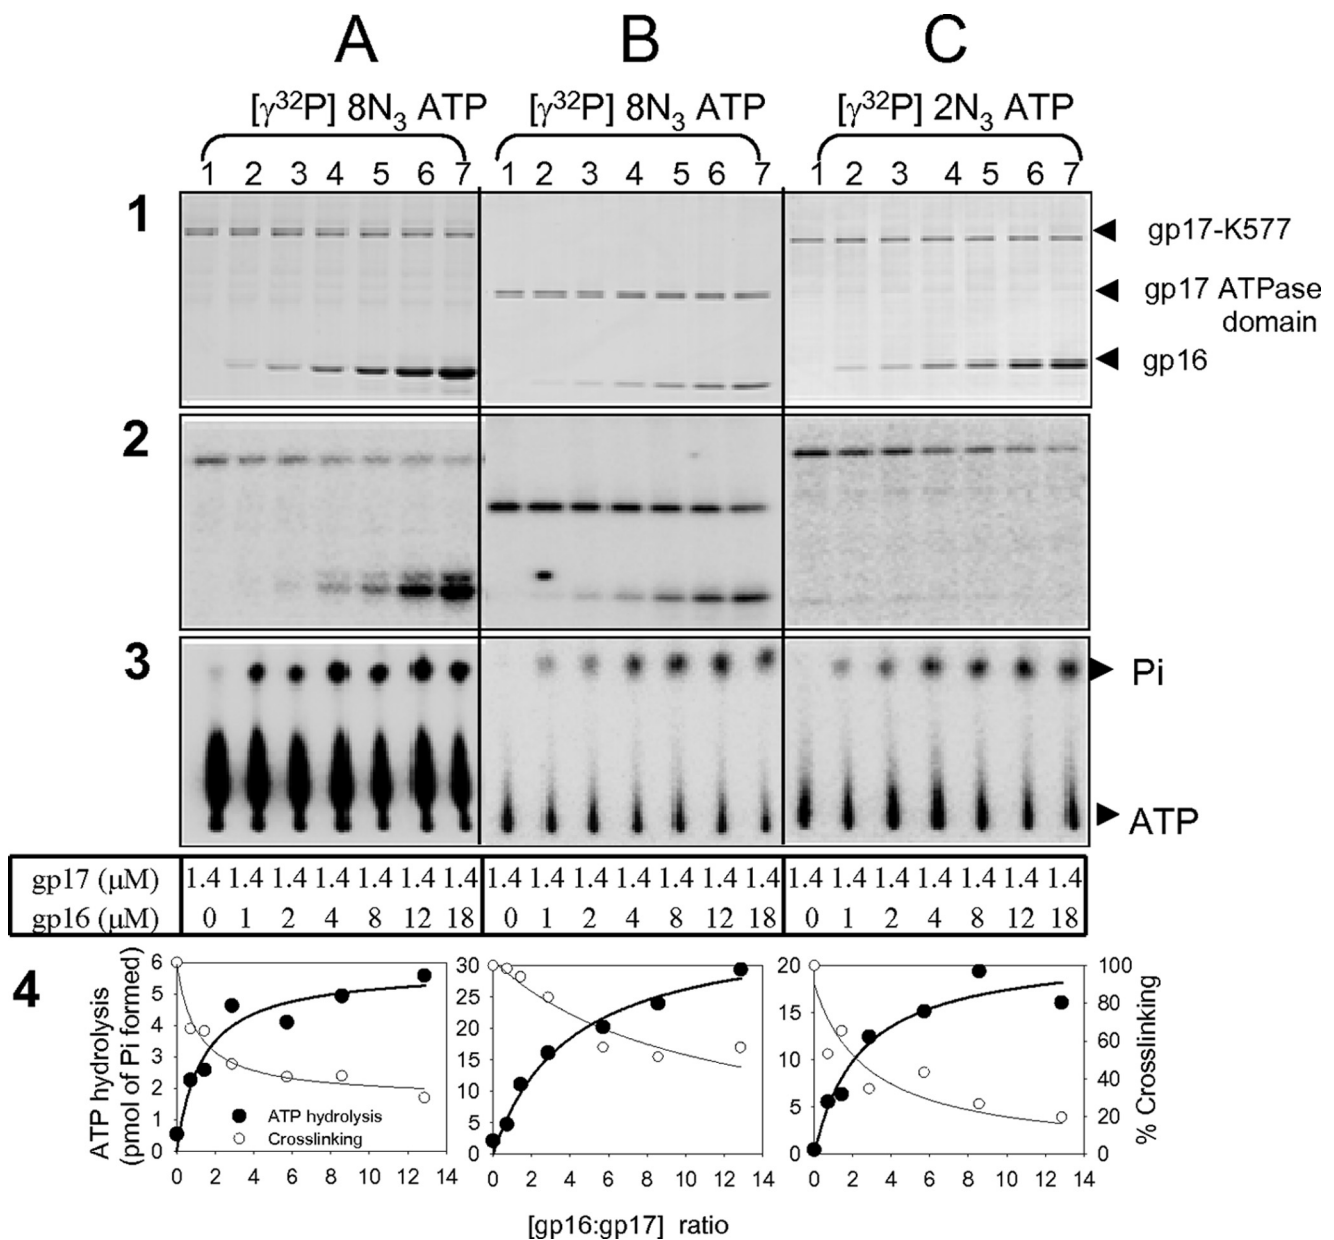 A B C
[γ³²P] 8N₃ ATP [γ³²P] 8N₃ ATP [γ³²P] 2N₃ ATP
1 2 3 4 5 6 7 1 2 3 4 5 6 7 1 2 3 4 5 6 7
1
gp17-K577
gp17 ATPase
domain
gp16
2
3
Pi
ATP
gp17 (μM) 1.4 1.4 1.4 1.4 1.4 1.4 1.4 1.4 1.4 1.4 1.4 1.4 1.4 1.4 1.4 1.4 1.4 1.4 1.4 1.4 1.4
gp16 (μM) 0 1 2 4 8 12 18 0 1 2 4 8 12 18 0 1 2 4 8 12 18
4
ATP hydrolysis
(pmol of Pi formed)
6
5
4
3
2
1
0
ATP hydrolysis
Crosslinking
0 2 4 6 8 10 12 14
30
25
20
15
10
5
0
0 2 4 6 8 10 12 14
20
15
10
5
0
0 2 4 6 8 10 12 14
100
80
60
40
20
0
% Crosslinking
[gp16:gp17] ratio